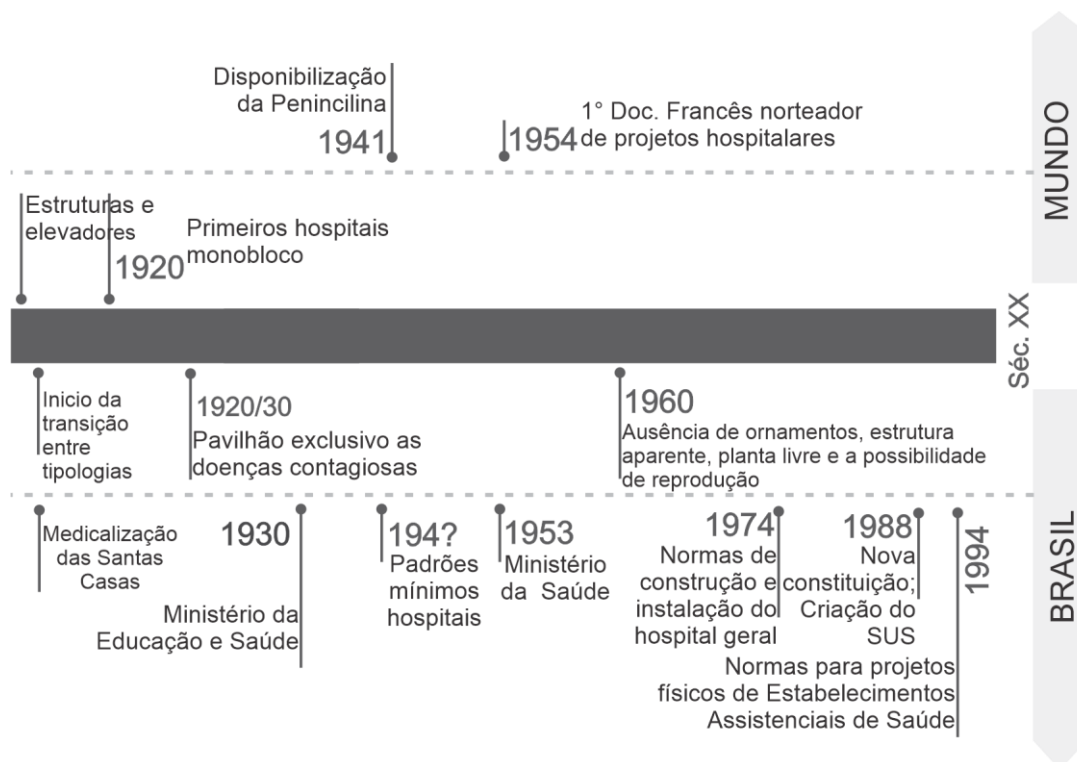 Disponibilização
da Penincilina
1941
1954
1° Doc. Francês norteador
de projetos hospitalares
MUNDO
Estruturas e
elevadores
1920
Primeiros hospitais
monobloco
Séc. XX
Inicio da
transição
entre
tipologias
1920/30
Pavilhão exclusivo as
doenças contagiosas
1960
Ausência de ornamentos, estrutura
aparente, planta livre e a possibilidade
de reprodução
BRASIL
Medicalização
das Santas
Casas
1930
Ministério da
Educação e Saúde
194?
Padrões
mínimos
hospitais
1953
Ministério
da Saúde
1974
Normas de
construção e
instalação do
hospital geral
1988
Nova
constituição;
Criação do
SUS
1994
Normas para projetos
físicos de Estabelecimentos
Assistenciais de Saúde